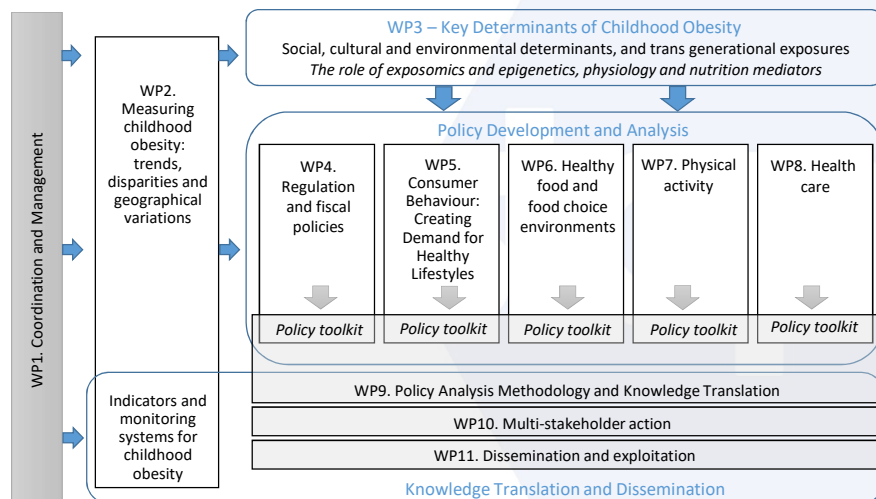 WP1. Coordination and Management
WP2.
Measuring
childhood
obesity:
trends,
disparities and
geographical
variations
Indicators and
monitoring
systems for
childhood
obesity
WP3 – Key Determinants of Childhood Obesity
Social, cultural and environmental determinants, and trans generational exposures
The role of exposomics and epigenetics, physiology and nutrition mediators
Policy Development and Analysis
WP4.
Regulation
and fiscal
policies
Policy toolkit
WP5.
Consumer
Behaviour:
Creating
Demand for
Healthy
Lifestyles
Policy toolkit
WP6. Healthy
food and
food choice
environments
Policy toolkit
WP7. Physical
activity
Policy toolkit
WP8. Health
care
Policy toolkit
WP9. Policy Analysis Methodology and Knowledge Translation
WP10. Multi-stakeholder action
WP11. Dissemination and exploitation
Knowledge Translation and Dissemination